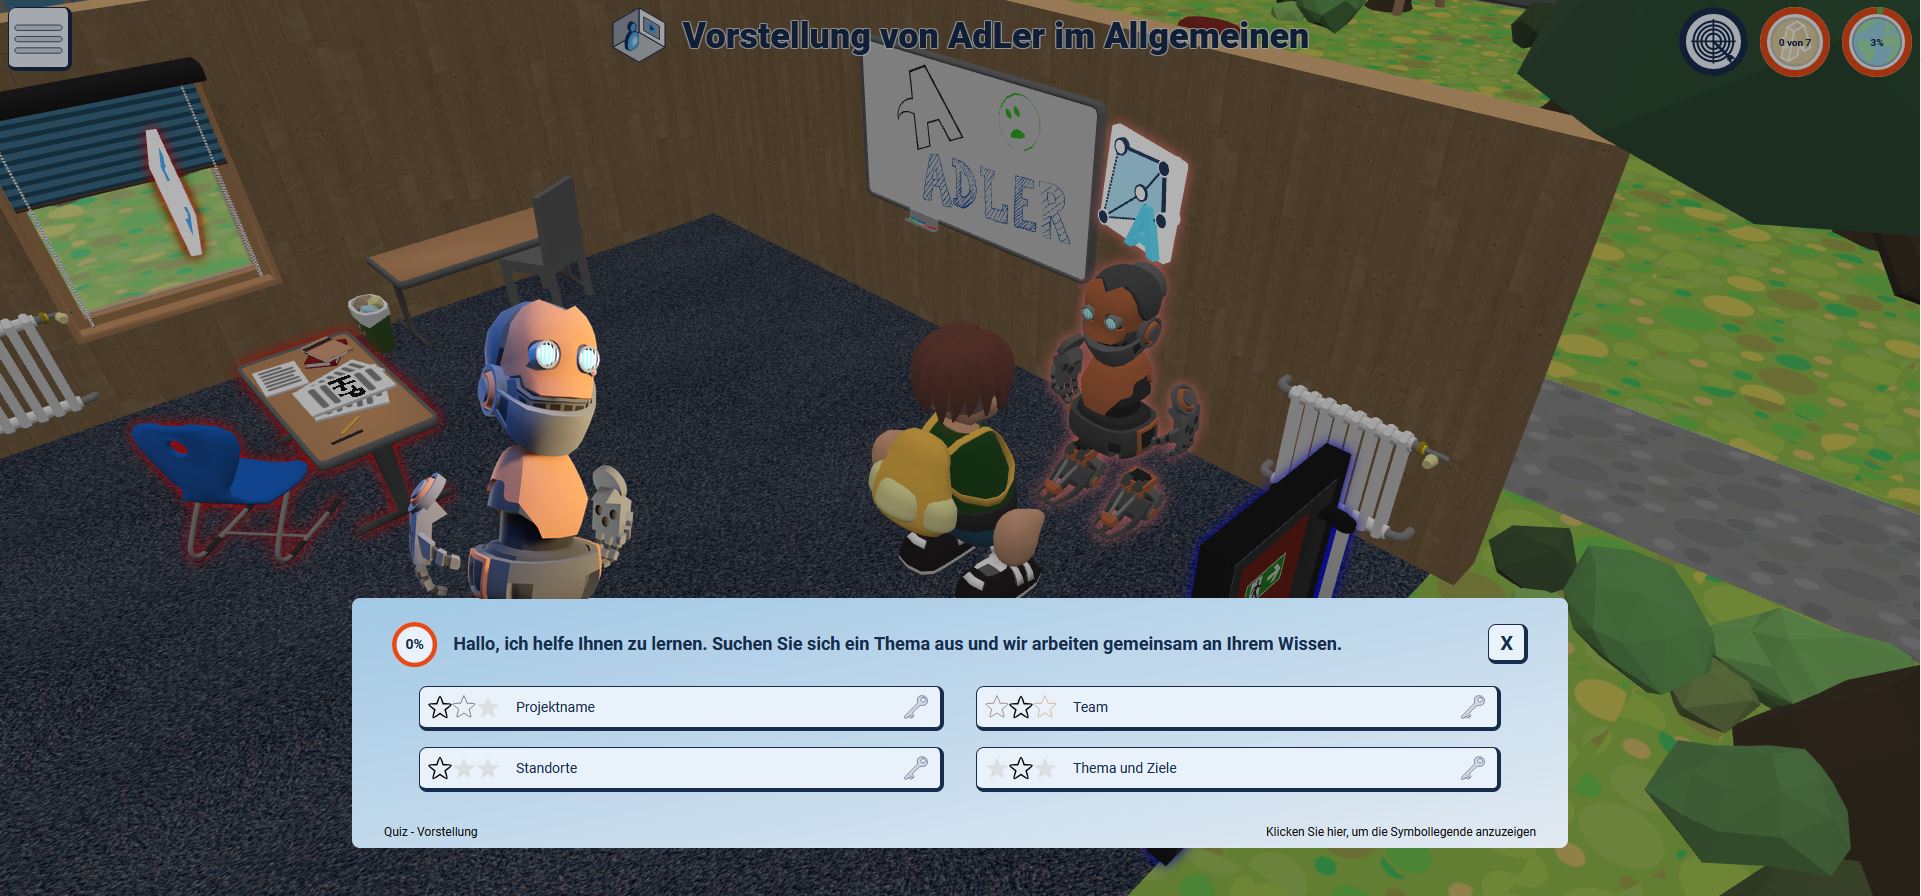 Vorstellung von AdLer im Allgemeinen
0 von 7
3%
A
ADLER
A
0%
Hallo, ich helfe Ihnen zu lernen. Suchen Sie sich ein Thema aus und wir arbeiten gemeinsam an Ihrem Wissen.
X
Projektname
Team
Standorte
Thema und Ziele
Quiz - Vorstellung
Klicken Sie hier, um die Symbollegende anzuzeigen